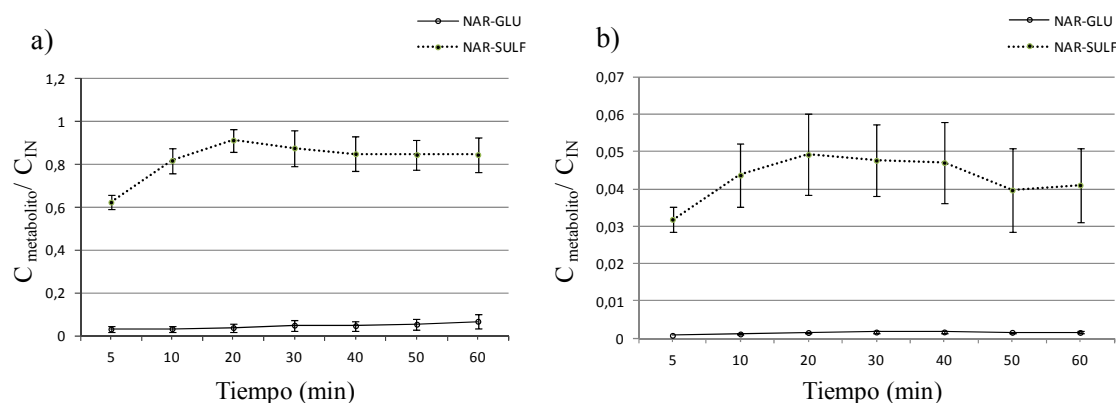 a)
NAR-GLU
NAR-SULF
1,2
1
0,8
0,6
0,4
0,2
0
C metabolito/ C IN
5 10 20 30 40 50 60
Tiempo (min)
b)
NAR-GLU
NAR-SULF
0,07
0,06
0,05
0,04
0,03
0,02
0,01
0
C metabolito/ C IN
5 10 20 30 40 50 60
Tiempo (min)